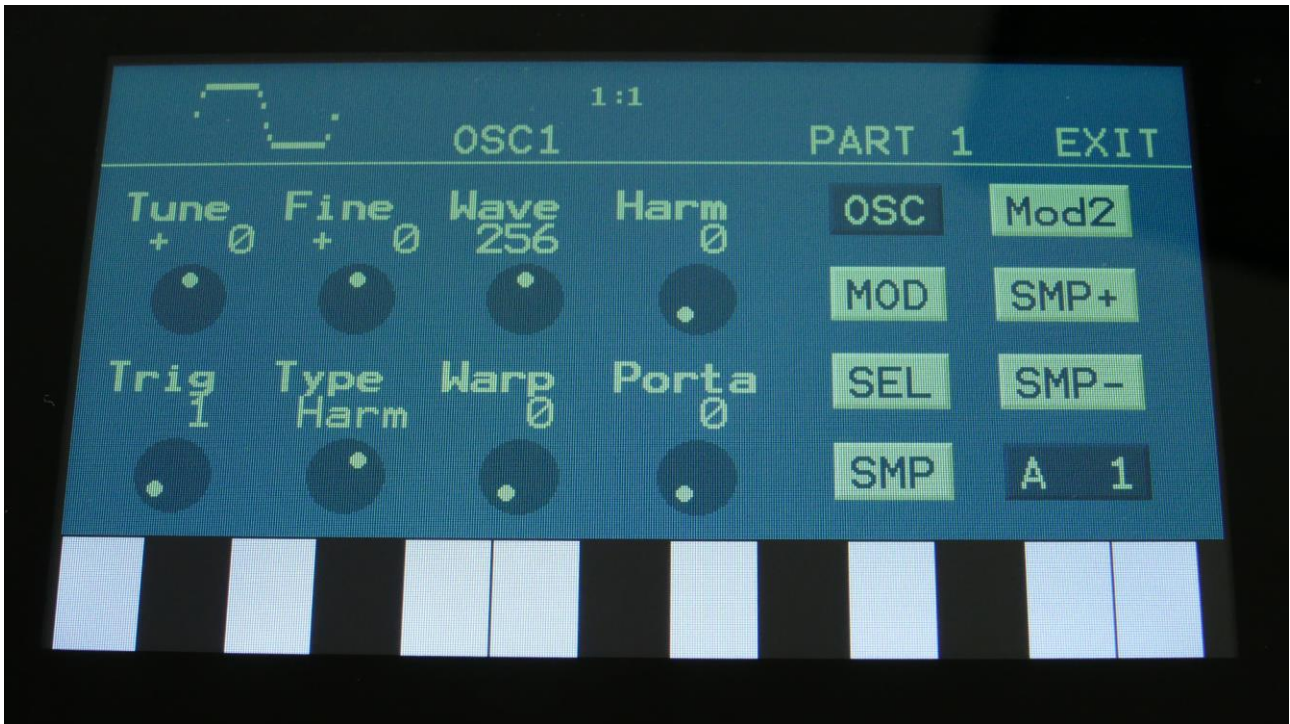 1:1
OSC1 PART 1 EXIT
Tune Fine Wave Harm OSC Mod2
+ 0 + 0 256 0
MOD SMP+
Trig Type Warp Porta SEL SMP-
1 Harm 0 0
SMP A 1